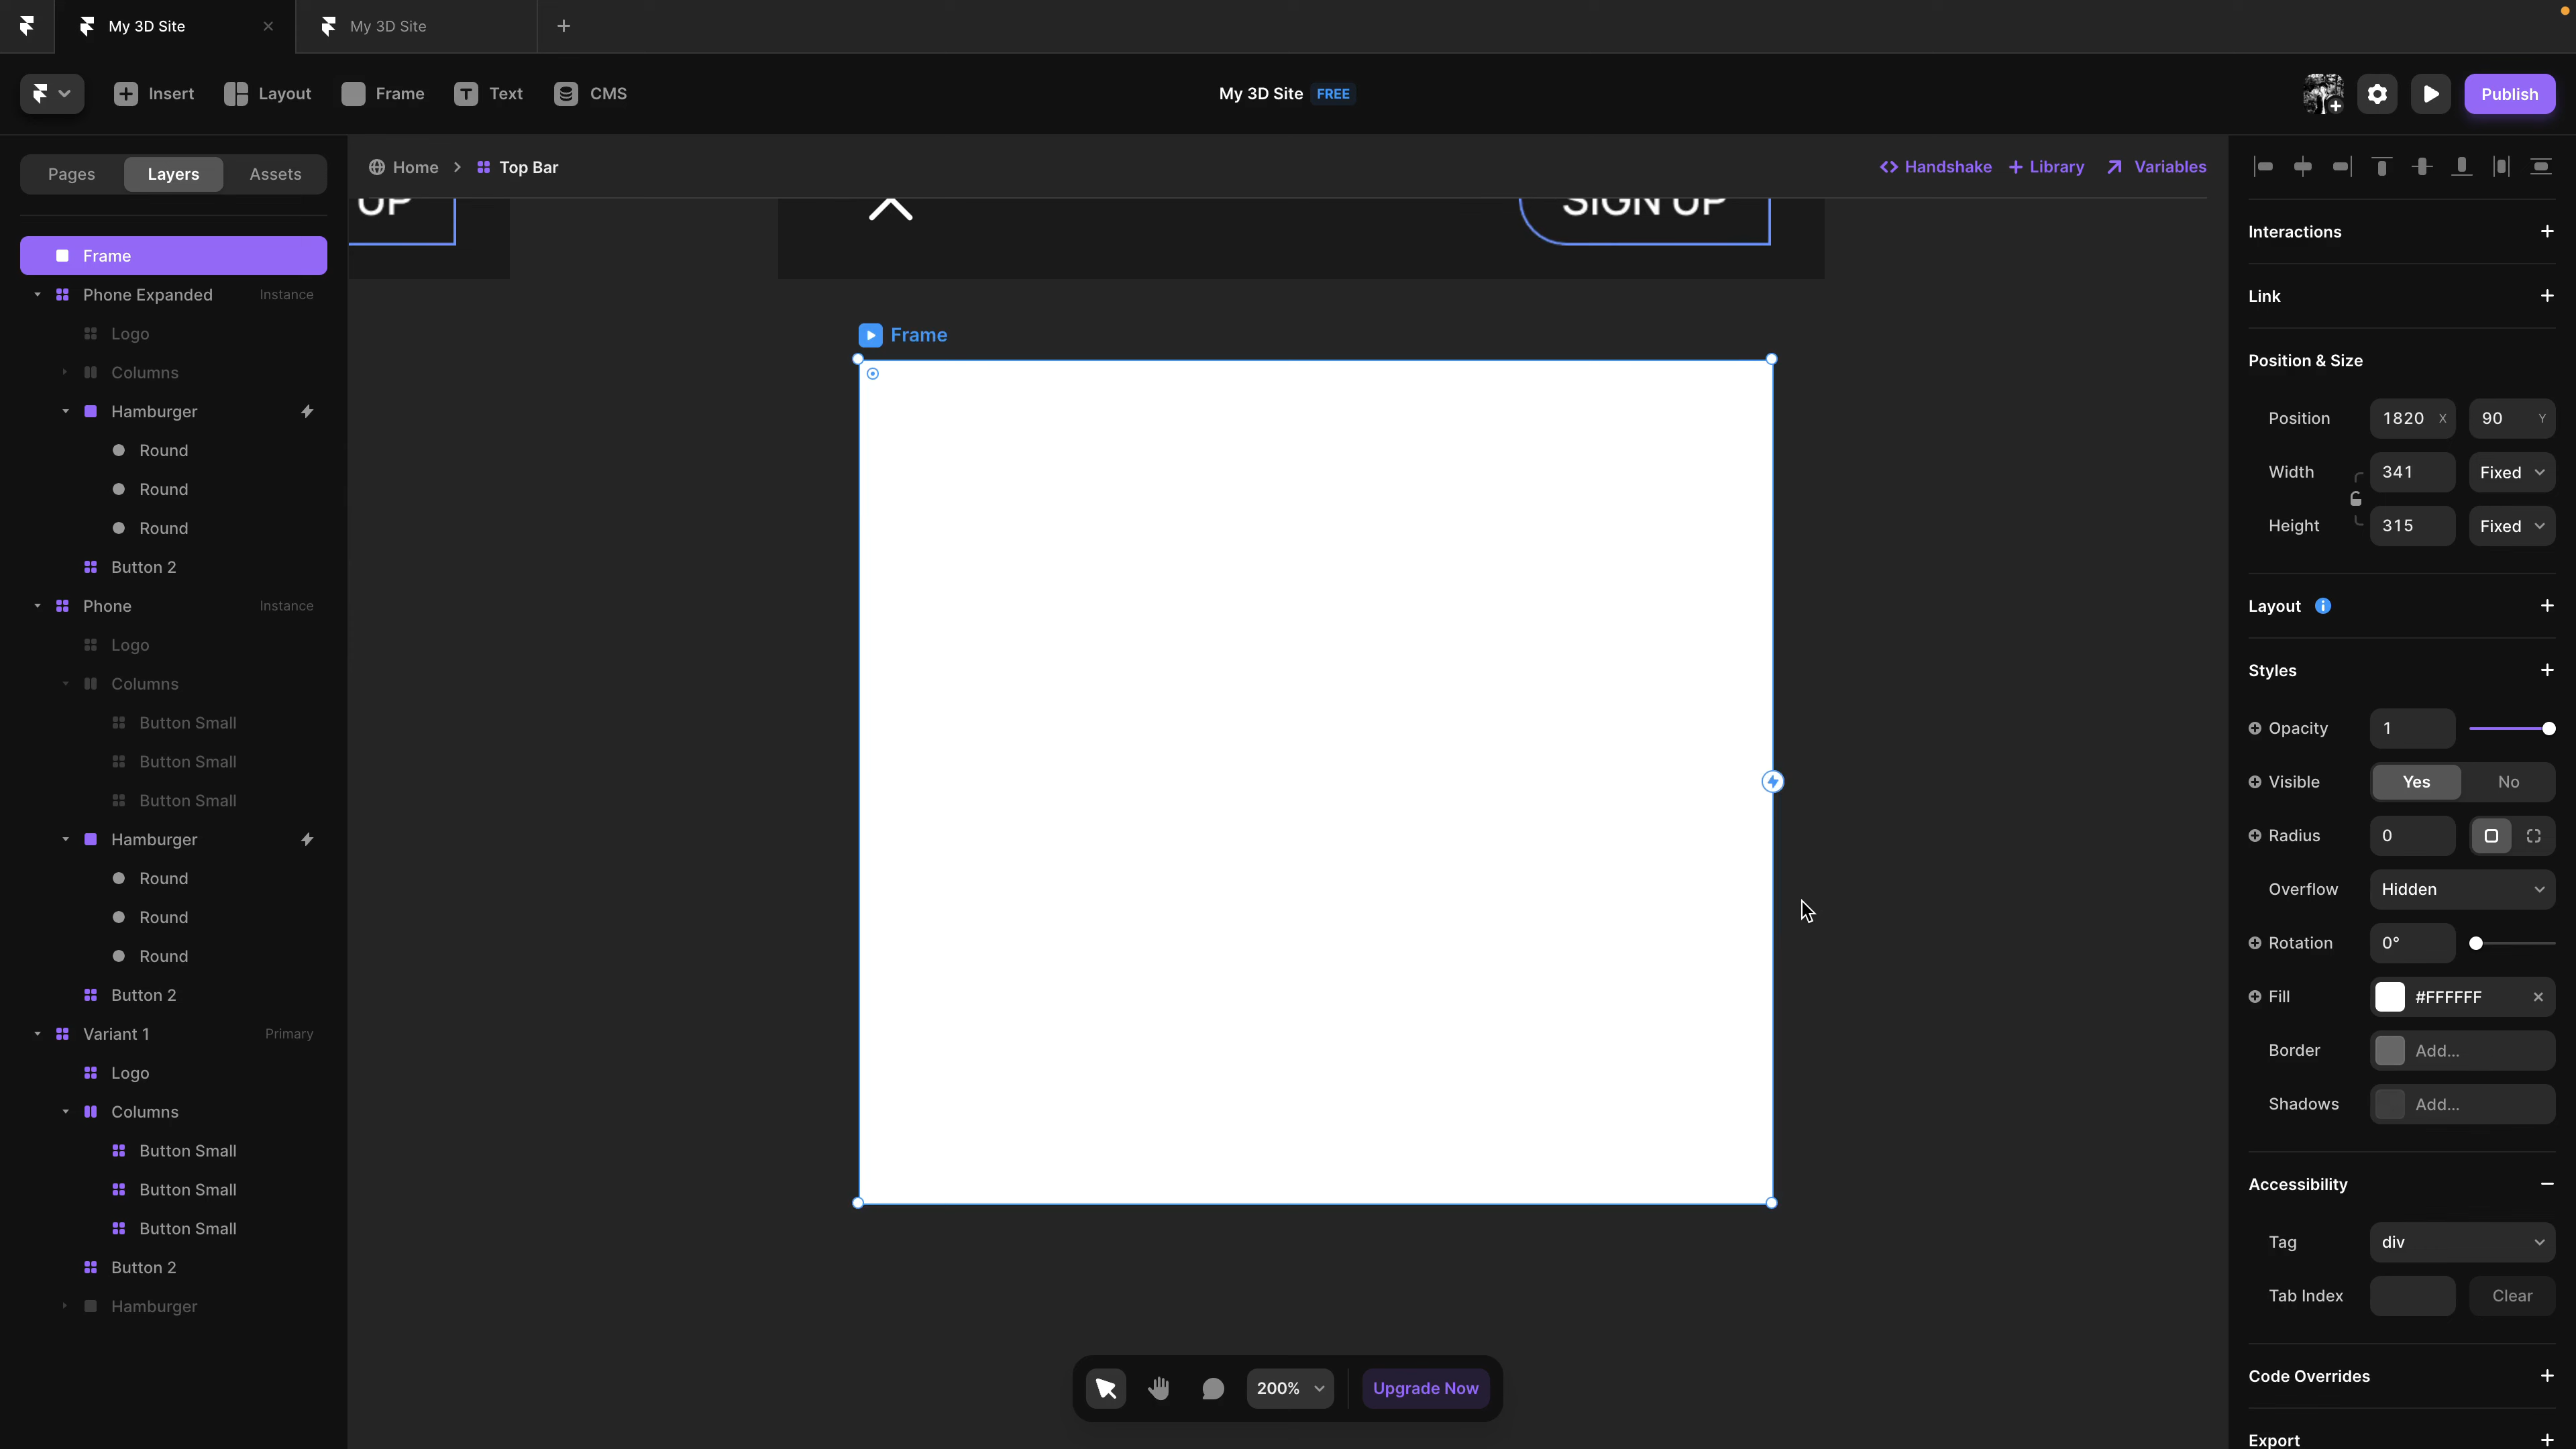 My 3D Site
My 3D Site
Insert
Layout
Frame
Text
CMS
My 3D Site FREE
Publish
Pages
Layers
Assets
Home > Top Bar
Handshake
Library
Variables
Frame
Phone Expanded Instance
Logo
Columns
Hamburger
Round
Round
Round
Button 2
Phone Instance
Logo
Columns
Button Small
Button Small
Button Small
Hamburger
Round
Round
Round
Button 2
Variant 1 Primary
Logo
Columns
Button Small
Button Small
Button Small
Button 2
Hamburger
UP
SIGN UP
Frame
200%
Upgrade Now
Interactions
Link
Position & Size
Position 1820 X 90 Y
Width 341 Fixed
Height 315 Fixed
Layout
Styles
Opacity 1
Visible Yes No
Radius 0
Overflow Hidden
Rotation 0°
Fill #FFFFFF
Border Add...
Shadows Add...
Accessibility
Tag div
Tab Index Clear
Code Overrides
Export